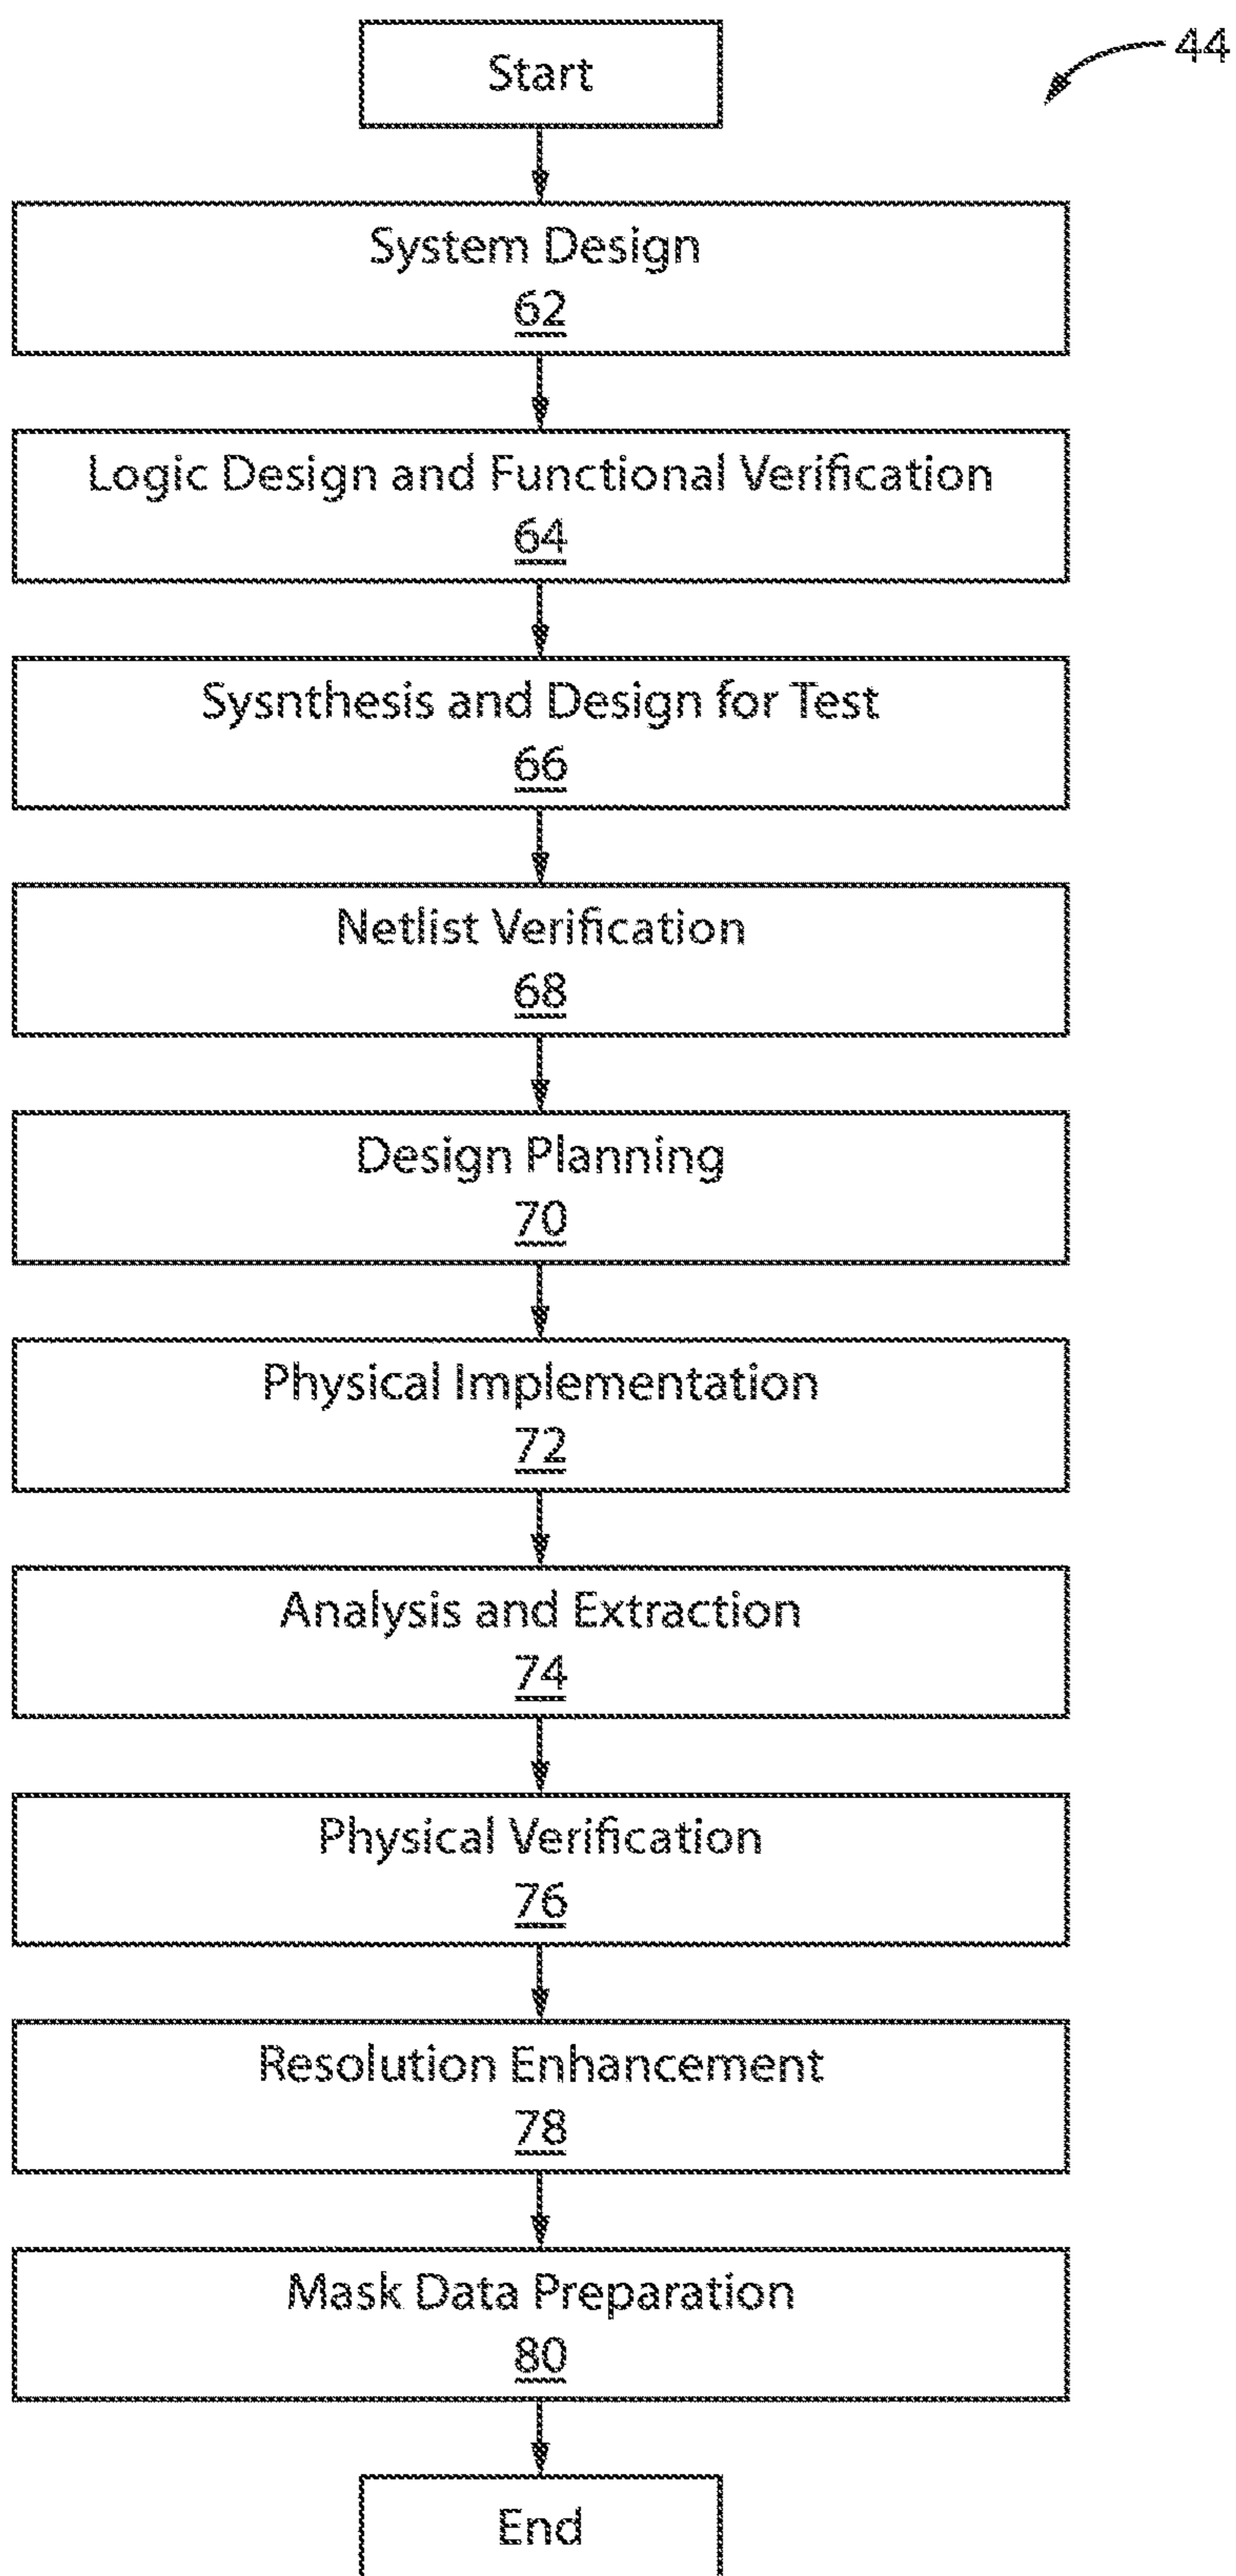 Start
44
System Design
62
Logic Design and Functional Verification
64
Sysnthesis and Design for Test
66
Netlist Verification
68
Design Planning
70
Physical Implementation
72
Analysis and Extraction
74
Physical Verification
76
Resolution Enhancement
78
Mask Data Preparation
80
End